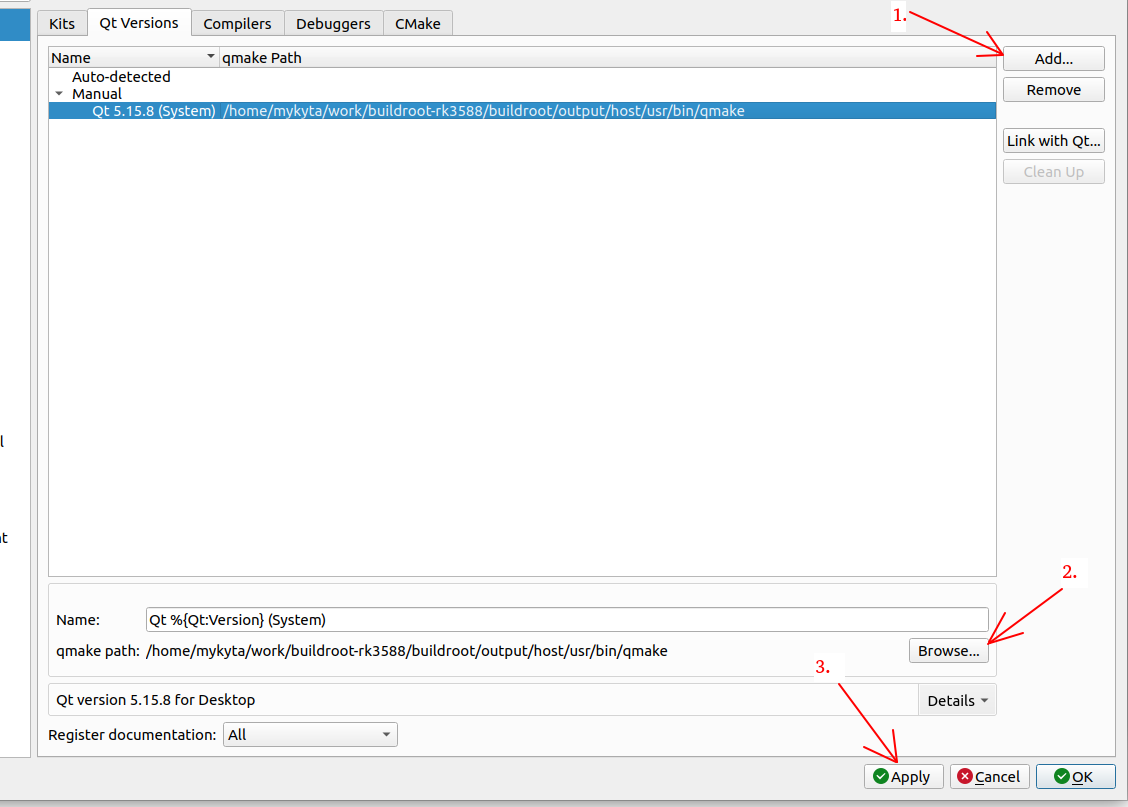 1.
Kits Qt Versions Compilers Debuggers CMake
Name qmake Path
Add...
Auto-detected
Manual
Remove
Qt 5.15.8 (System) /home/mykyta/work/buildroot-rk3588/buildroot/output/host/usr/bin/qmake
Link with Qt...
Clean Up
l
nt
2.
Name: Qt %{Qt:Version} (System)
qmake path: /home/mykyta/work/buildroot-rk3588/buildroot/output/host/usr/bin/qmake Browse...
3.
Qt version 5.15.8 for Desktop Details
Register documentation: All
Apply Cancel OK